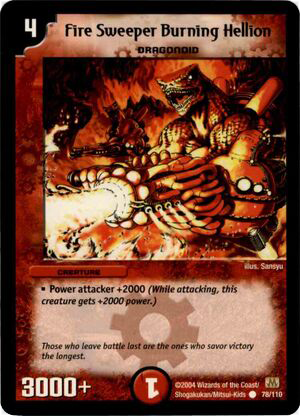 4 Fire Sweeper Burning Hellion
DRAGONOID
illus. Sansyu
CREATURE
▪ Power attacker +2000 (While attacking, this
creature gets +2000 power.)
Those who leave battle last are the ones who savor victory
the longest.
3000+
1
©2004 Wizards of the Coast/
Shogakukan/Mitsui-Kids ● 78/110